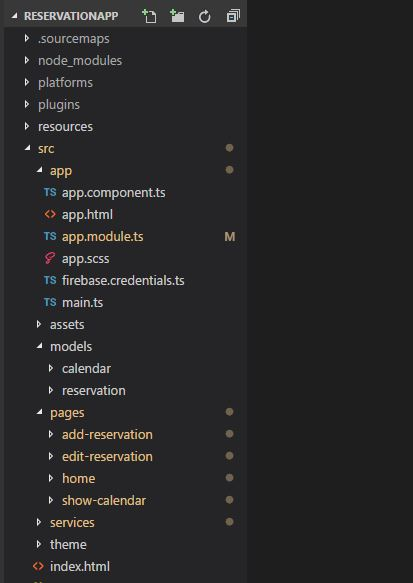 RESERVATIONAPP
.sourcemaps
node_modules
platforms
plugins
resources
src
app
TS app.component.ts
<> app.html
TS app.module.ts M
app.scss
TS firebase.credentials.ts
TS main.ts
assets
models
calendar
reservation
pages
add-reservation
edit-reservation
home
show-calendar
services
theme
<> index.html